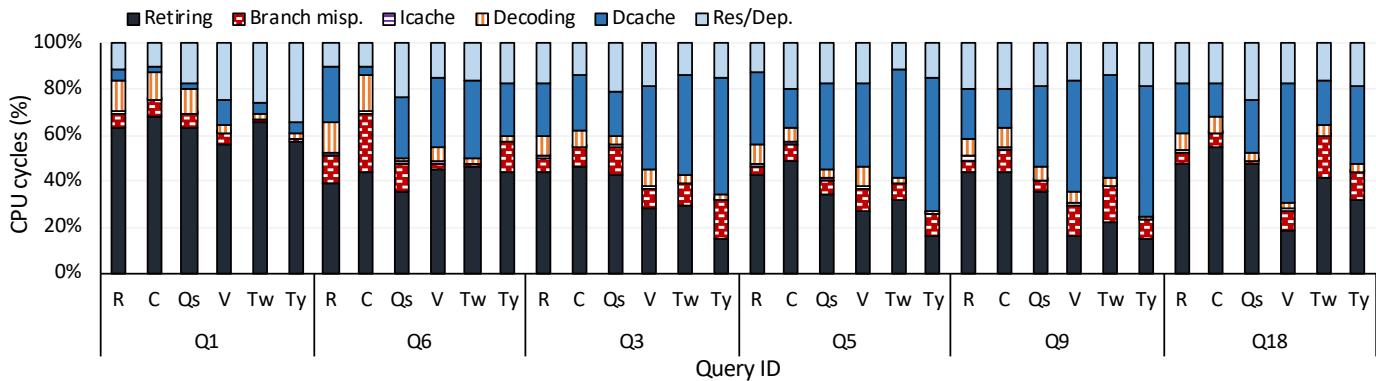 Retiring Branch misp. Icache Decoding Dcache Res/Dep.
100%
80%
60%
40%
20%
0%
CPU cycles (%)
R C Qs V Tw Ty R C Qs V Tw Ty R C Qs V Tw Ty R C Qs V Tw Ty R C Qs V Tw Ty R C Qs V Tw Ty
Q1 Q6 Q3 Q5 Q9 Q18
Query ID